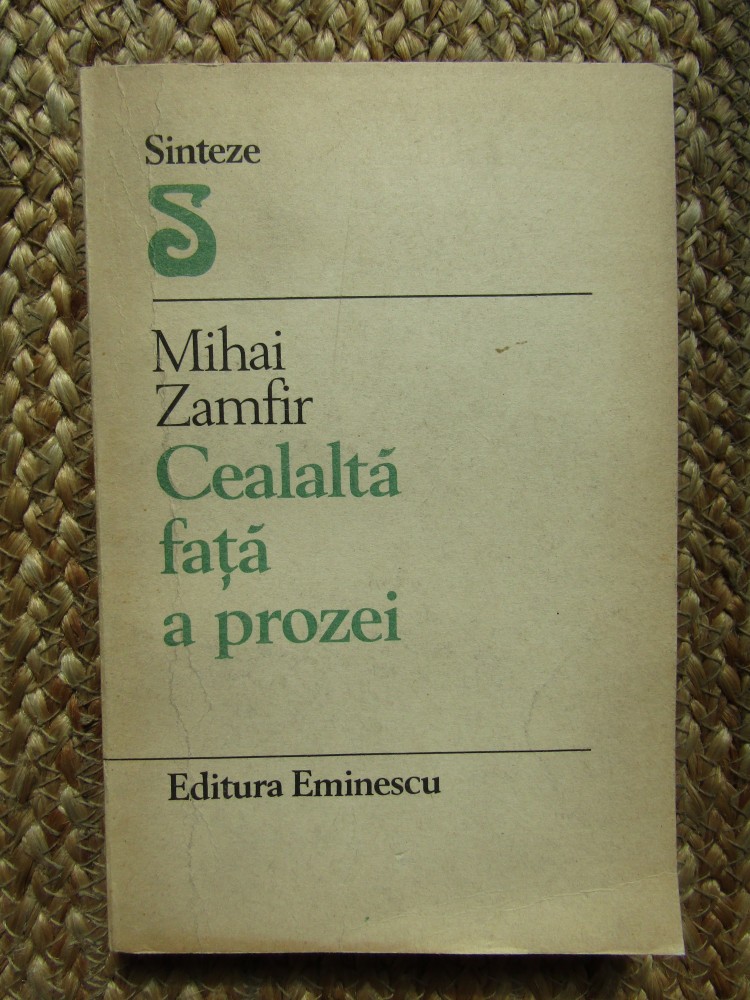 Sinteze
S
Mihai
Zamfir
Cealaltă
față
a prozei
Editura Eminescu